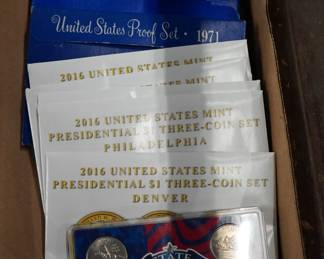 United States Proof Set · 1971
2016 UNITED STATES MINT
2016 UNITED STATES MINT
PRESIDENTIAL $1 THREE-COIN SET
PHILADELPHIA
2016 UNITED STATES MINT
PRESIDENTIAL $1 THREE-COIN SET
DENVER
STATE